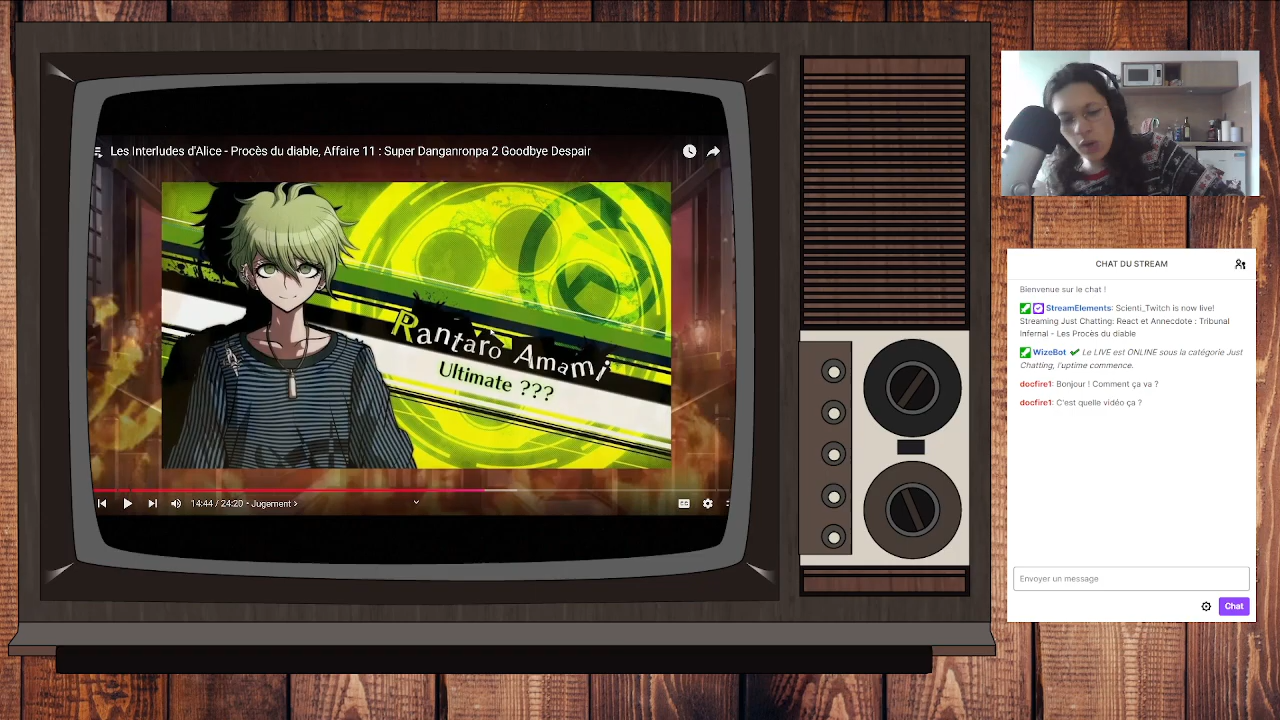 Les Interludes d'Alice - Procès du diable, Affaire 11 : Super Danganronpa 2 Goodbye Despair
Rantaro Amami
Ultimate ???
14:44 / 24:20 • Jugement >
CHAT DU STREAM
Bienvenue sur le chat !
StreamElements: Scienti_Twitch is now live!
Streaming Just Chatting: React et Annecdote : Tribunal
Infernal - Les Procès du diable
WizeBot Le LIVE est ONLINE sous la catégorie Just
Chatting, l'uptime commence.
docfire1: Bonjour ! Comment ça va ?
docfire1: C'est quelle vidéo ça ?
Envoyer un message
Chat